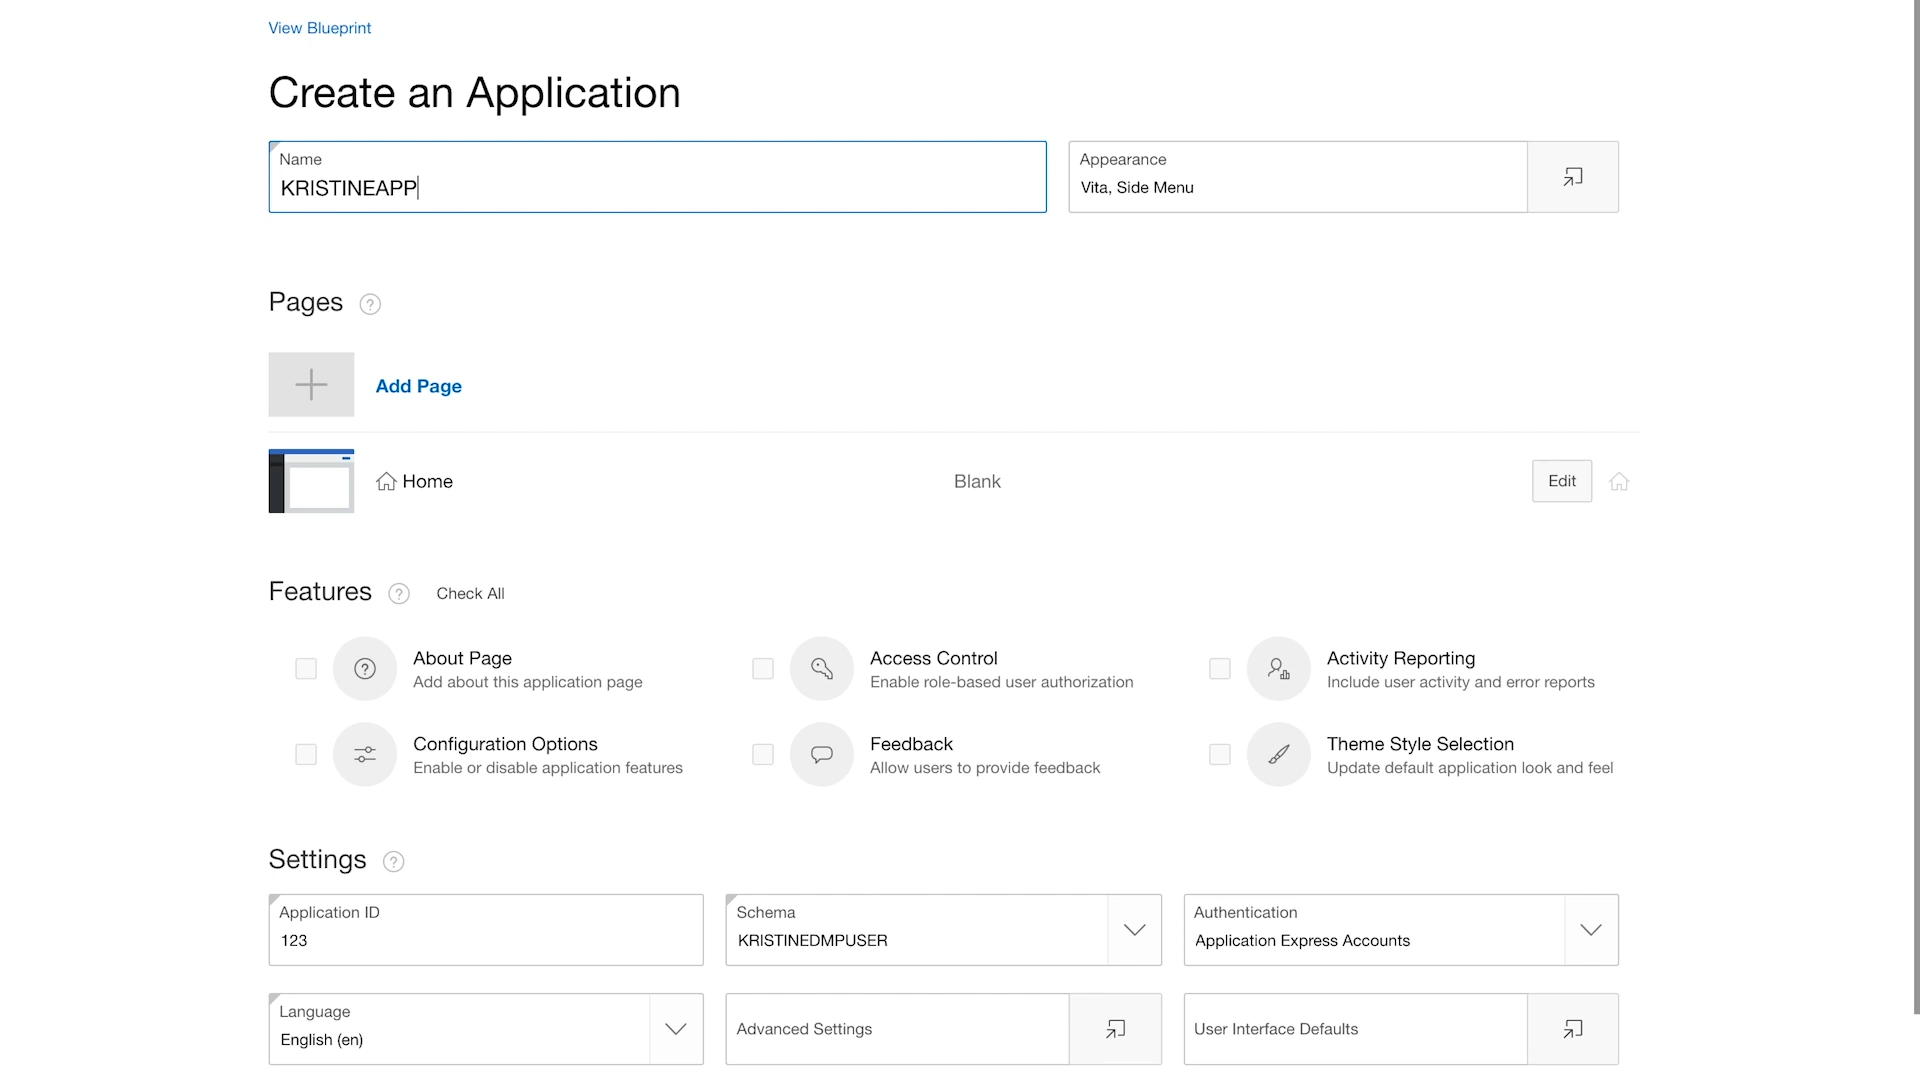 View Blueprint
Create an Application
Name
KRISTINEAPP
Appearance
Vita, Side Menu
Pages ?
Add Page
Home
Blank
Edit
Features ?
Check All
About Page
Add about this application page
Access Control
Enable role-based user authorization
Activity Reporting
Include user activity and error reports
Configuration Options
Enable or disable application features
Feedback
Allow users to provide feedback
Theme Style Selection
Update default application look and feel
Settings ?
Application ID
123
Schema
KRISTINEDMPUSER
Authentication
Application Express Accounts
Language
English (en)
Advanced Settings
User Interface Defaults